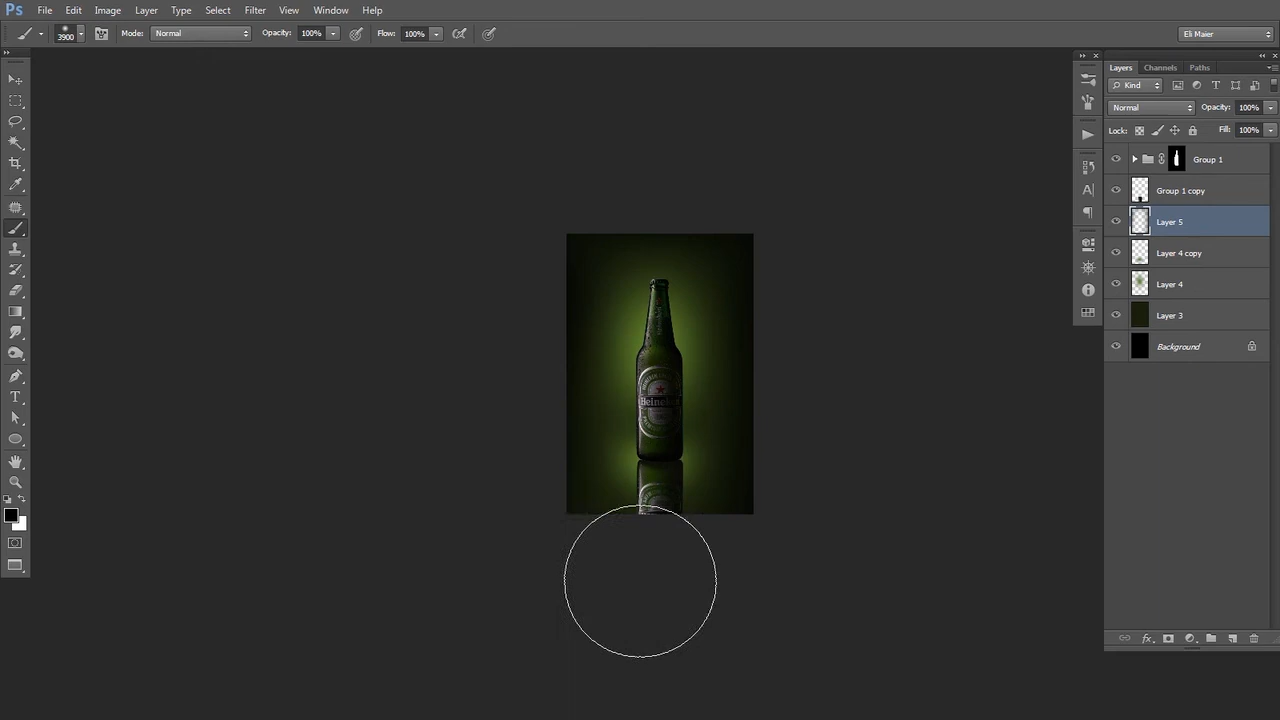 Ps File Edit Image Layer Type Select Filter View Window Help
3900 Mode: Normal Opacity: 100% Flow: 100% Eli Maier
Layers Channels Paths
Kind T
Normal Opacity: 100%
Lock: Fill: 100%
Group 1
Group 1 copy
Layer 5
Layer 4 copy
Layer 4
Layer 3
Background
Heineken
fx